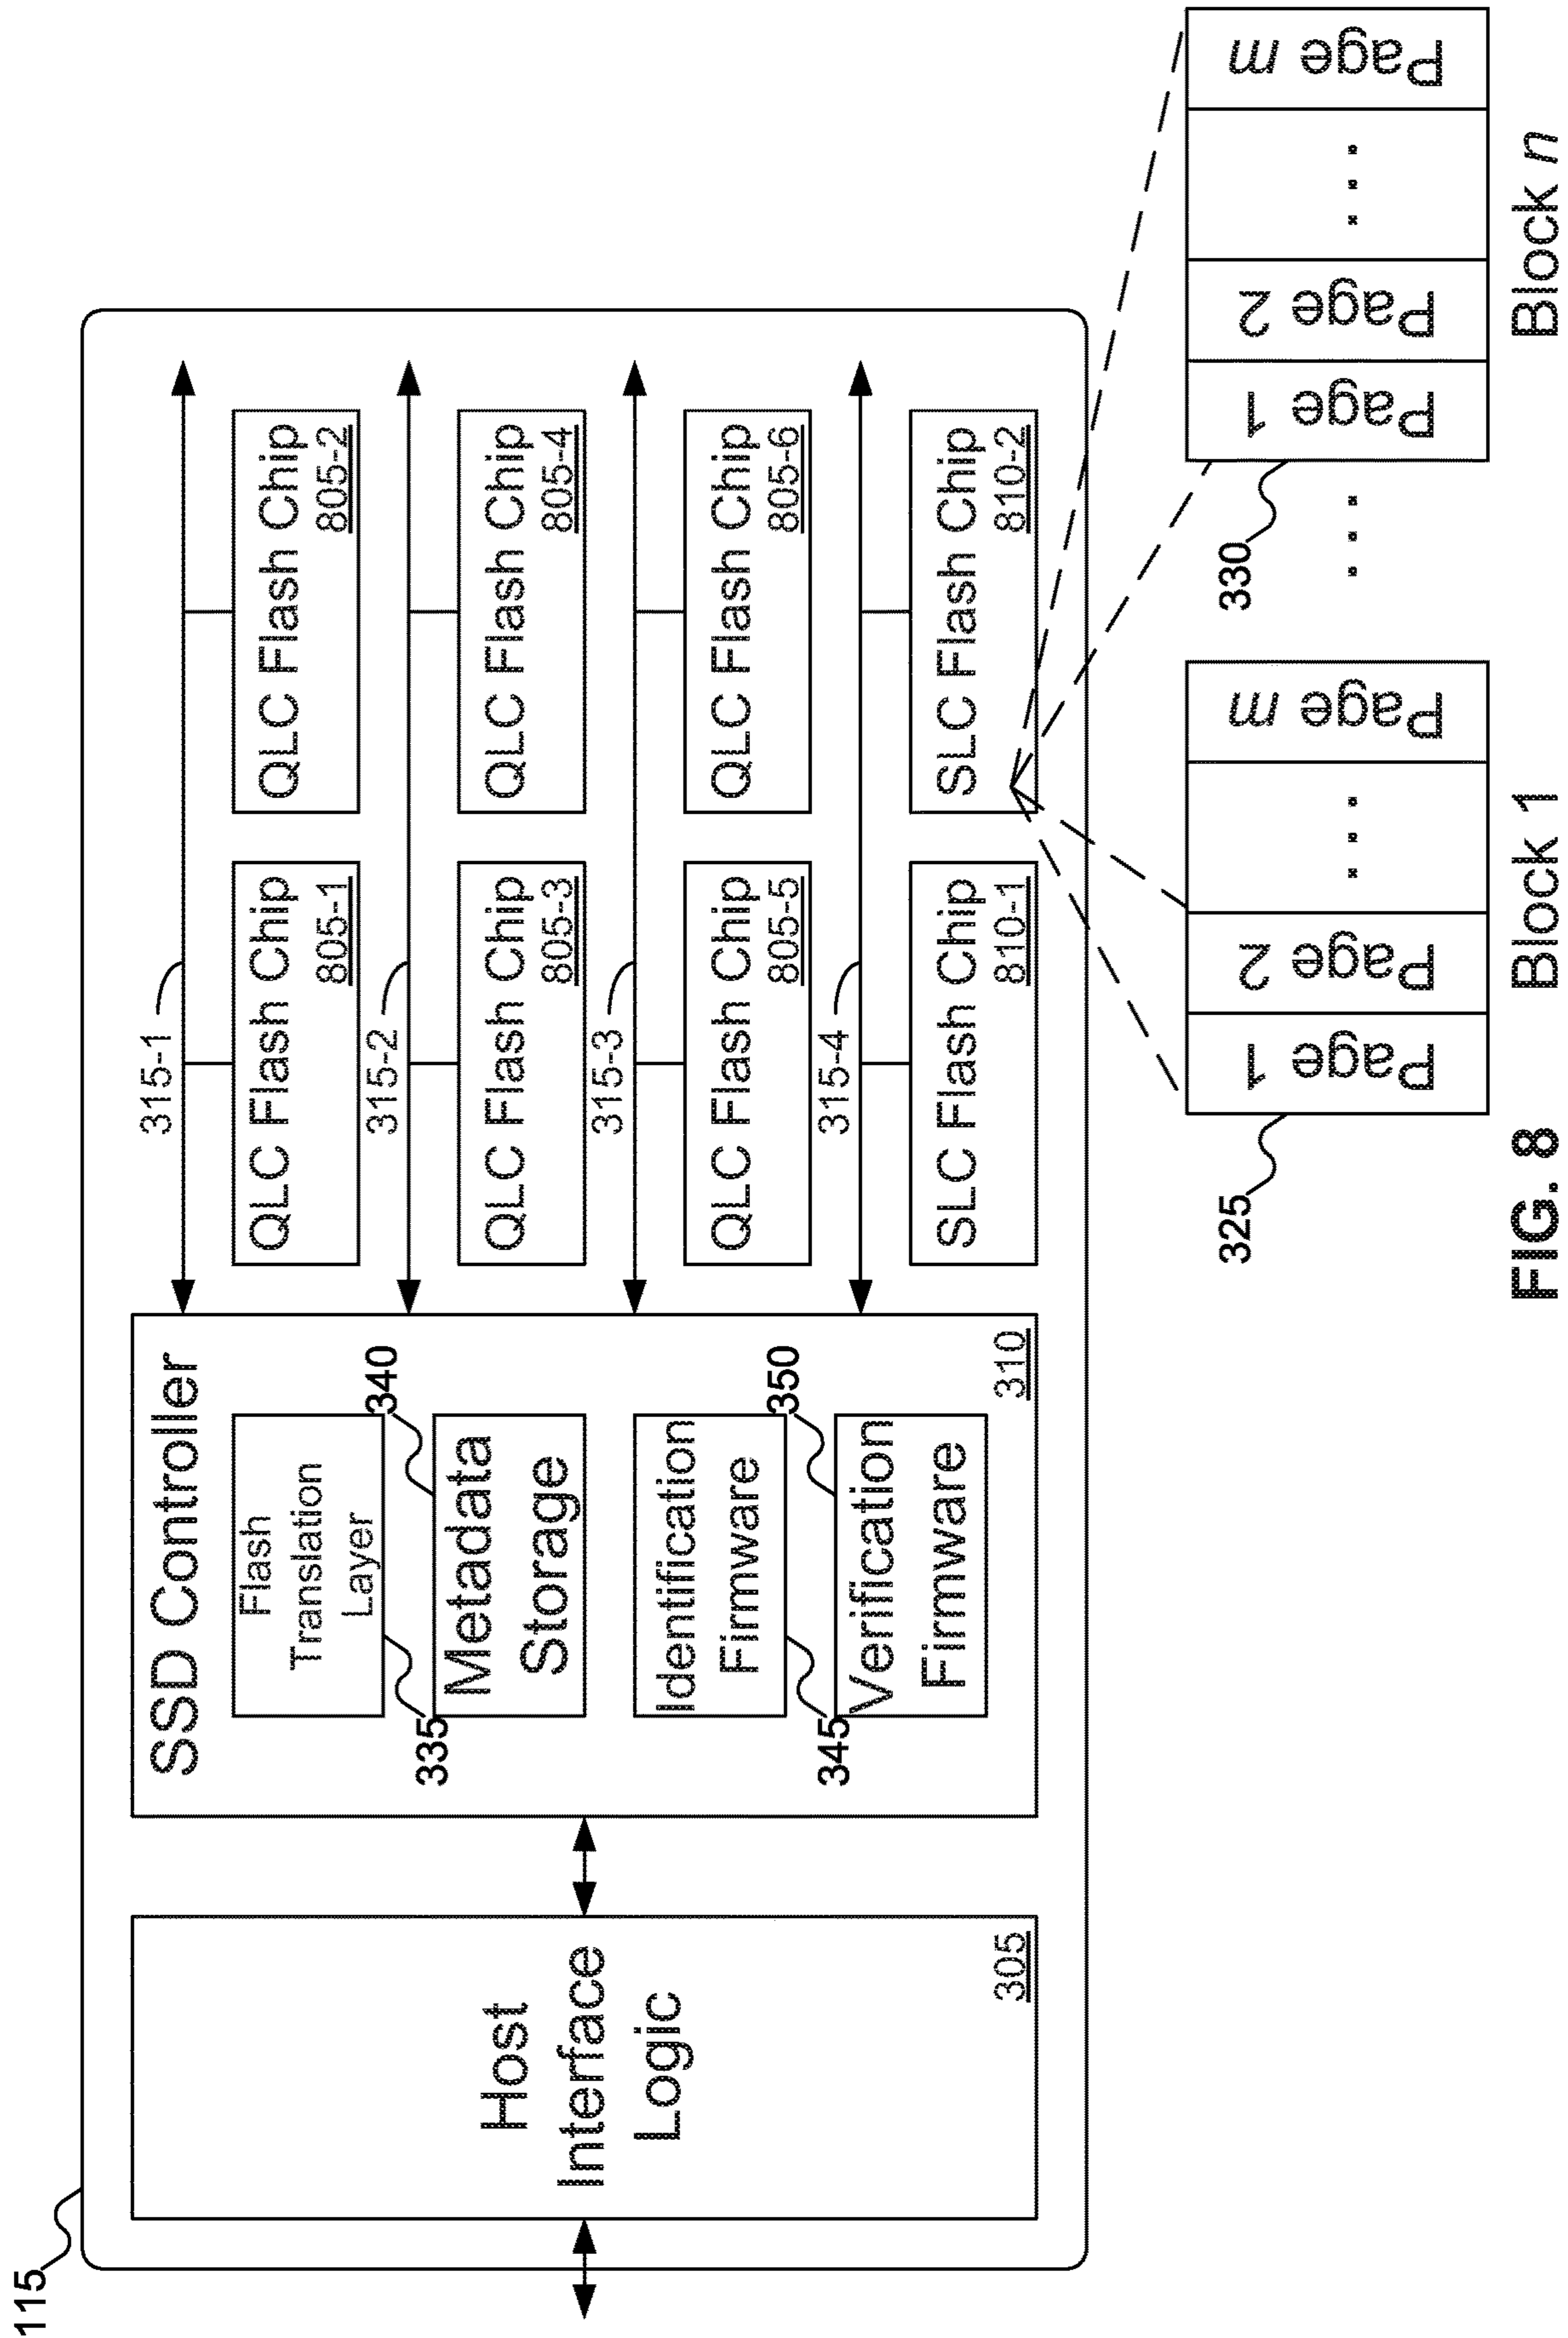 115
Host
Interface
Logic
305
SSD Controller
Flash
Translation
Layer
335
340
Metadata
Storage
Identification
Firmware
345
350
Verification
Firmware
310
315-1
QLC Flash Chip
805-1
QLC Flash Chip
805-2
315-2
QLC Flash Chip
805-3
QLC Flash Chip
805-4
315-3
QLC Flash Chip
805-5
QLC Flash Chip
805-6
315-4
SLC Flash Chip
810-1
SLC Flash Chip
810-2
325
Page 1
Page 2
. . .
Page m
Block 1
. . .
330
Page 1
Page 2
. . .
Page m
Block n
FIG. 8